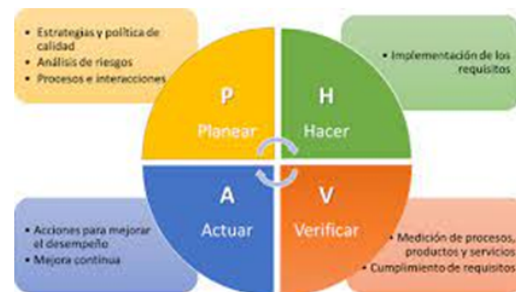 • Estrategias y política de
calidad
• Análisis de riesgos
• Procesos e interacciones
P
Planear
H
Hacer
• Implementación de los
requisitos
A
Actuar
V
Verificar
• Acciones para mejorar
el desempeño
• Mejora continua
• Medición de procesos,
productos y servicios
• Cumplimiento de requisitos